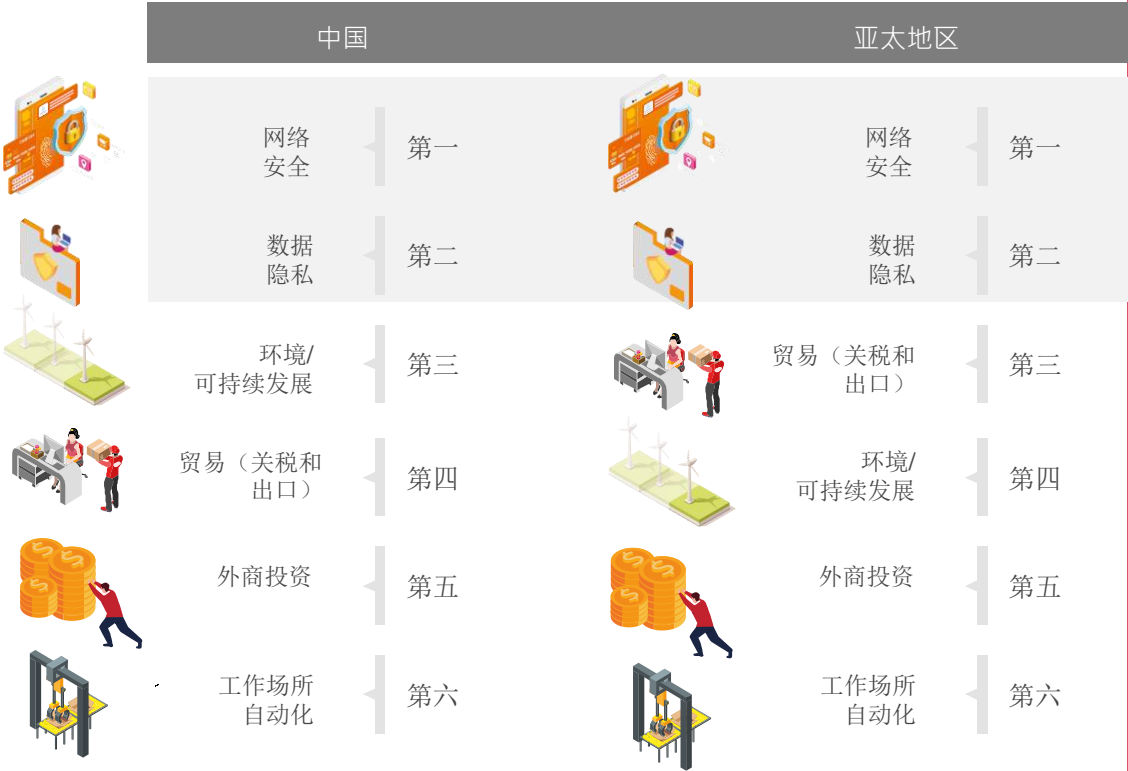 中国 亚太地区
网络
安全
第一
网络
安全
第一
数据
隐私
第二
数据
隐私
第二
环境/
可持续发展
第三
贸易（关税和
出口）
第三
贸易（关税和
出口）
第四
环境/
可持续发展
第四
外商投资
第五
外商投资
第五
工作场所
自动化
第六
工作场所
自动化
第六